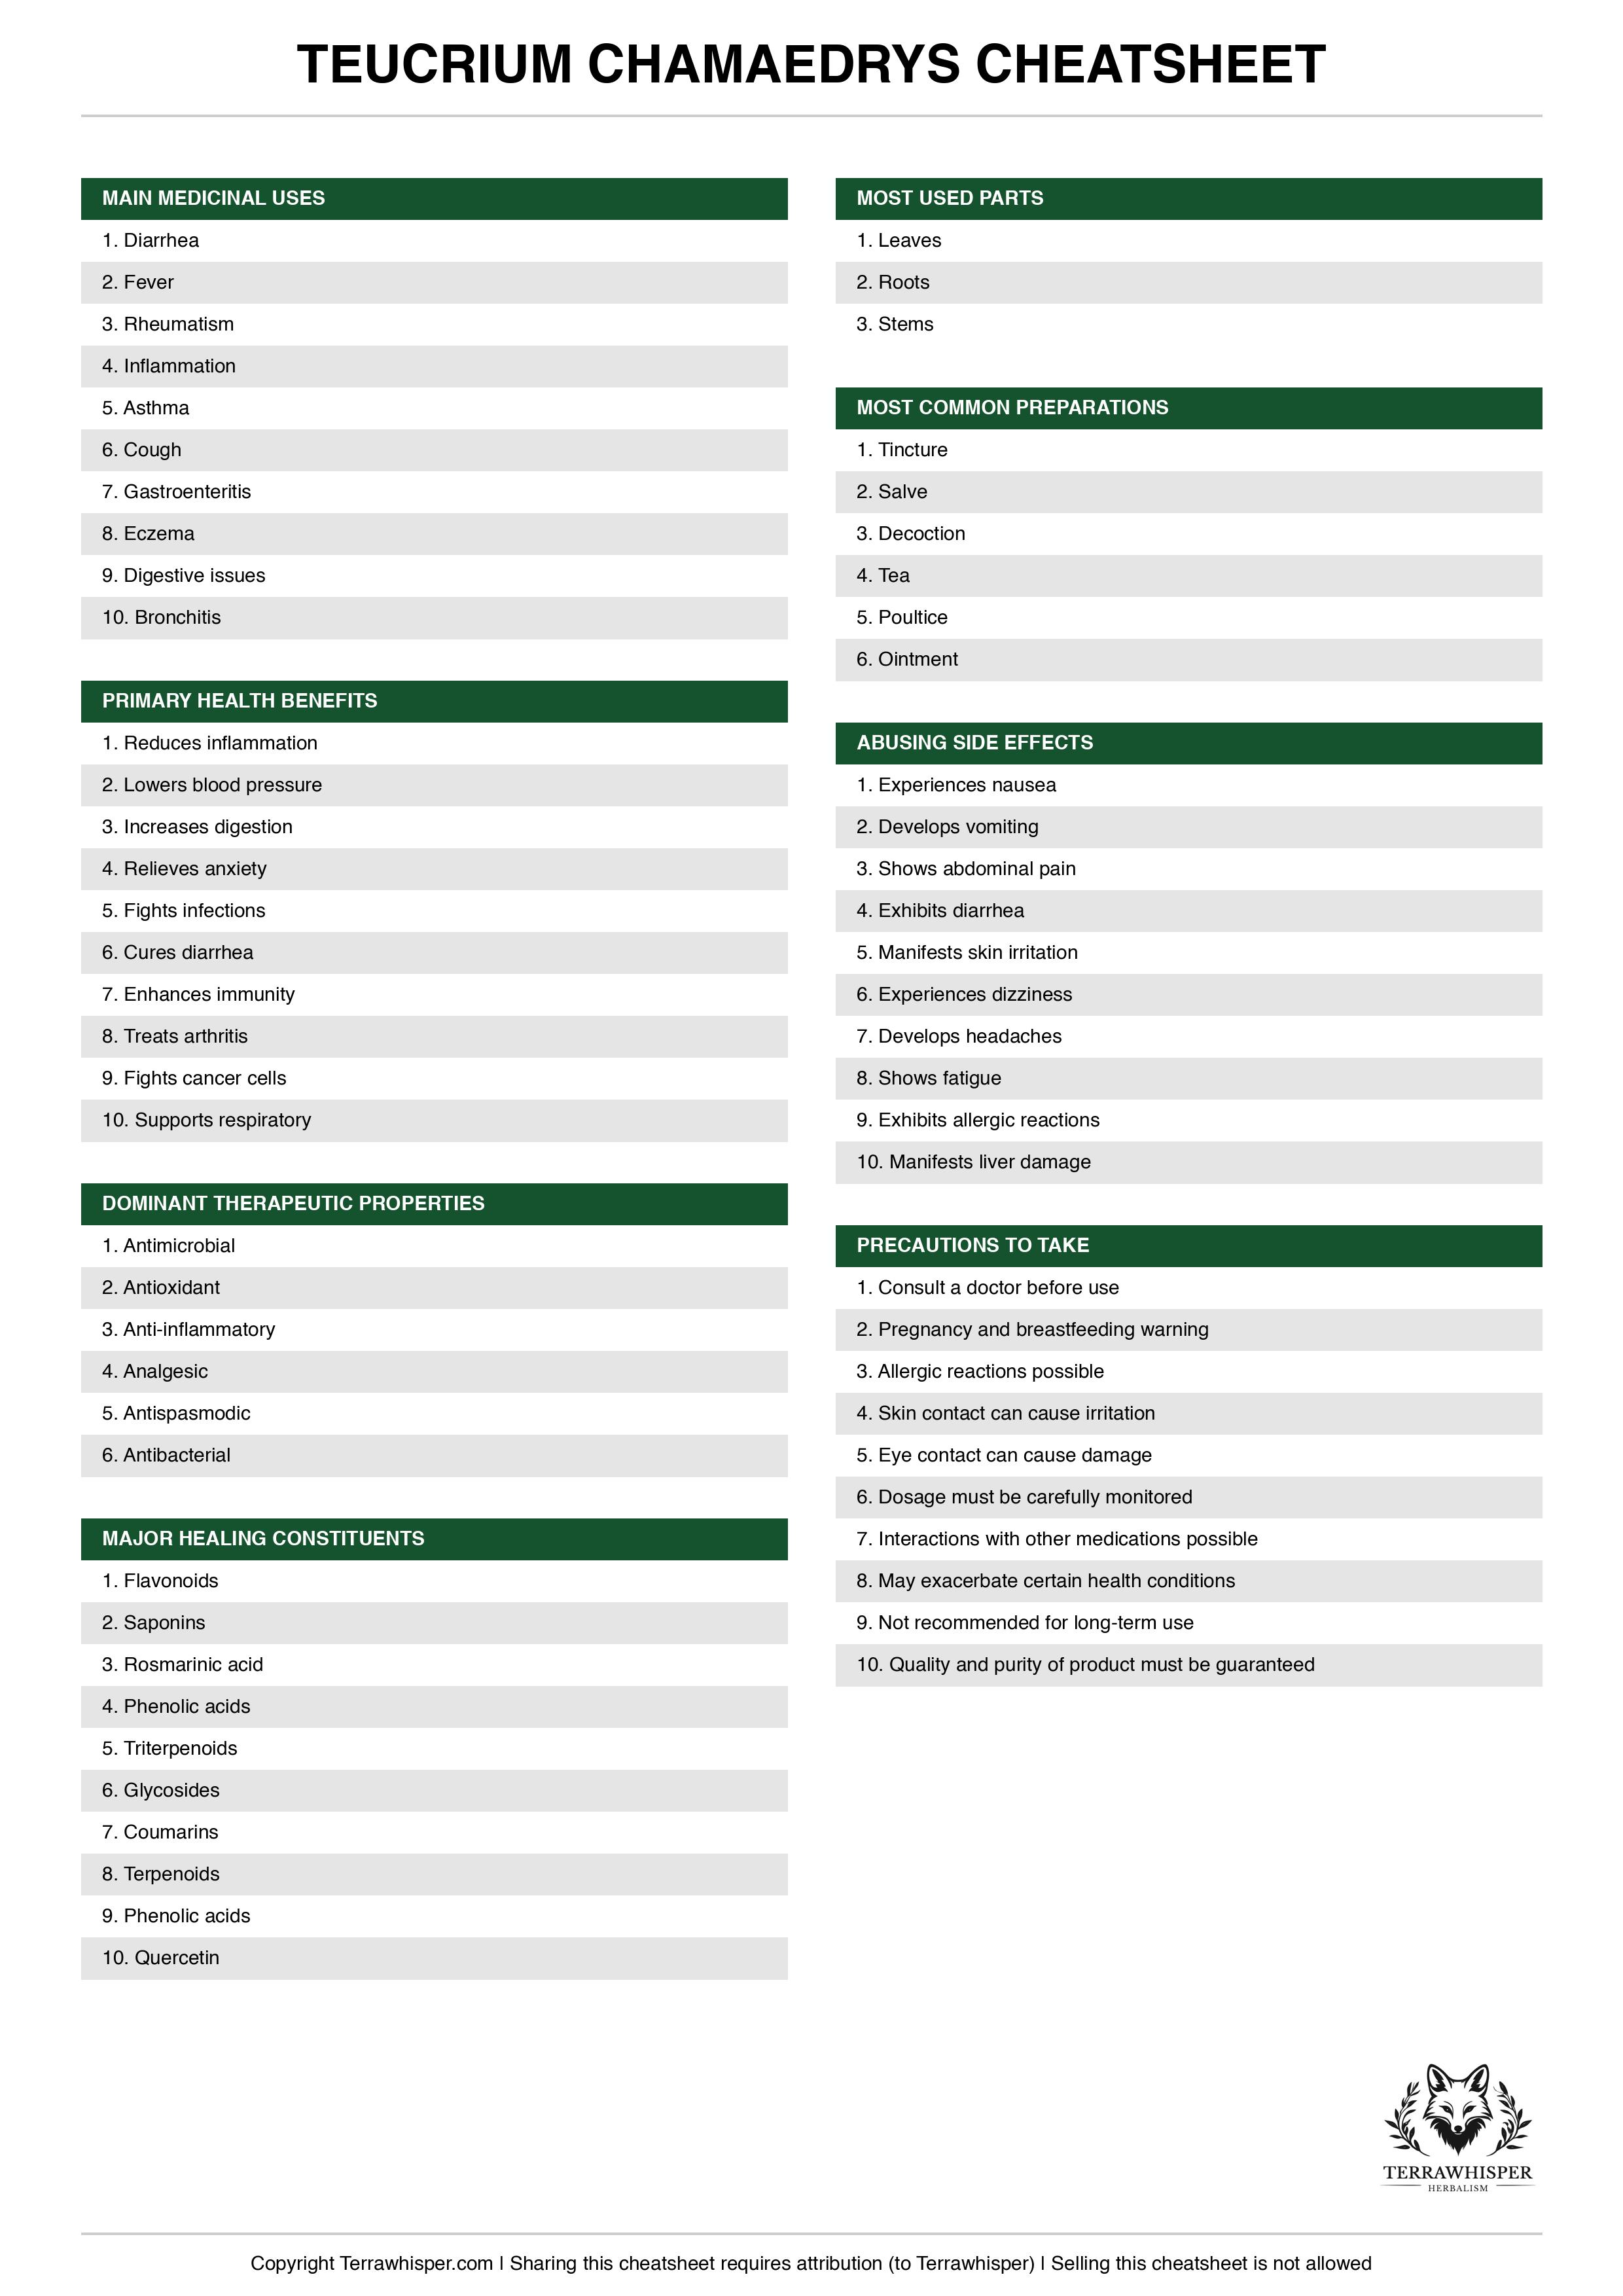 TEUCRIUM CHAMAEDRYS CHEATSHEET
MAIN MEDICINAL USES
1. Diarrhea
2. Fever
3. Rheumatism
4. Inflammation
5. Asthma
6. Cough
7. Gastroenteritis
8. Eczema
9. Digestive issues
10. Bronchitis
PRIMARY HEALTH BENEFITS
1. Reduces inflammation
2. Lowers blood pressure
3. Increases digestion
4. Relieves anxiety
5. Fights infections
6. Cures diarrhea
7. Enhances immunity
8. Treats arthritis
9. Fights cancer cells
10. Supports respiratory
DOMINANT THERAPEUTIC PROPERTIES
1. Antimicrobial
2. Antioxidant
3. Anti-inflammatory
4. Analgesic
5. Antispasmodic
6. Antibacterial
MAJOR HEALING CONSTITUENTS
1. Flavonoids
2. Saponins
3. Rosmarinic acid
4. Phenolic acids
5. Triterpenoids
6. Glycosides
7. Coumarins
8. Terpenoids
9. Phenolic acids
10. Quercetin
MOST USED PARTS
1. Leaves
2. Roots
3. Stems
MOST COMMON PREPARATIONS
1. Tincture
2. Salve
3. Decoction
4. Tea
5. Poultice
6. Ointment
ABUSING SIDE EFFECTS
1. Experiences nausea
2. Develops vomiting
3. Shows abdominal pain
4. Exhibits diarrhea
5. Manifests skin irritation
6. Experiences dizziness
7. Develops headaches
8. Shows fatigue
9. Exhibits allergic reactions
10. Manifests liver damage
PRECAUTIONS TO TAKE
1. Consult a doctor before use
2. Pregnancy and breastfeeding warning
3. Allergic reactions possible
4. Skin contact can cause irritation
5. Eye contact can cause damage
6. Dosage must be carefully monitored
7. Interactions with other medications possible
8. May exacerbate certain health conditions
9. Not recommended for long-term use
10. Quality and purity of product must be guaranteed
TERRAWHISPER
HERBALISM
Copyright Terrawhisper.com | Sharing this cheatsheet requires attribution (to Terrawhisper) | Selling this cheatsheet is not allowed